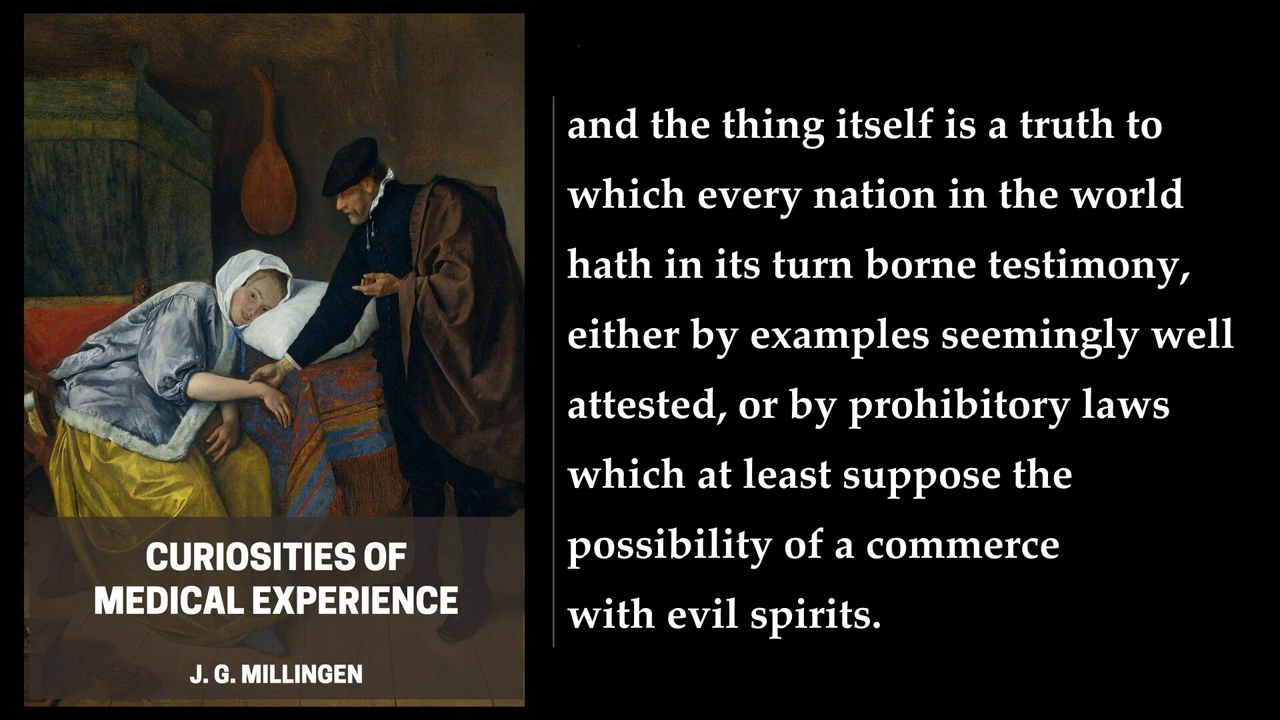 CURIOSITIES OF
MEDICAL EXPERIENCE
J. G. MILLINGEN
and the thing itself is a truth to
which every nation in the world
hath in its turn borne testimony,
either by examples seemingly well
attested, or by prohibitory laws
which at least suppose the
possibility of a commerce
with evil spirits.